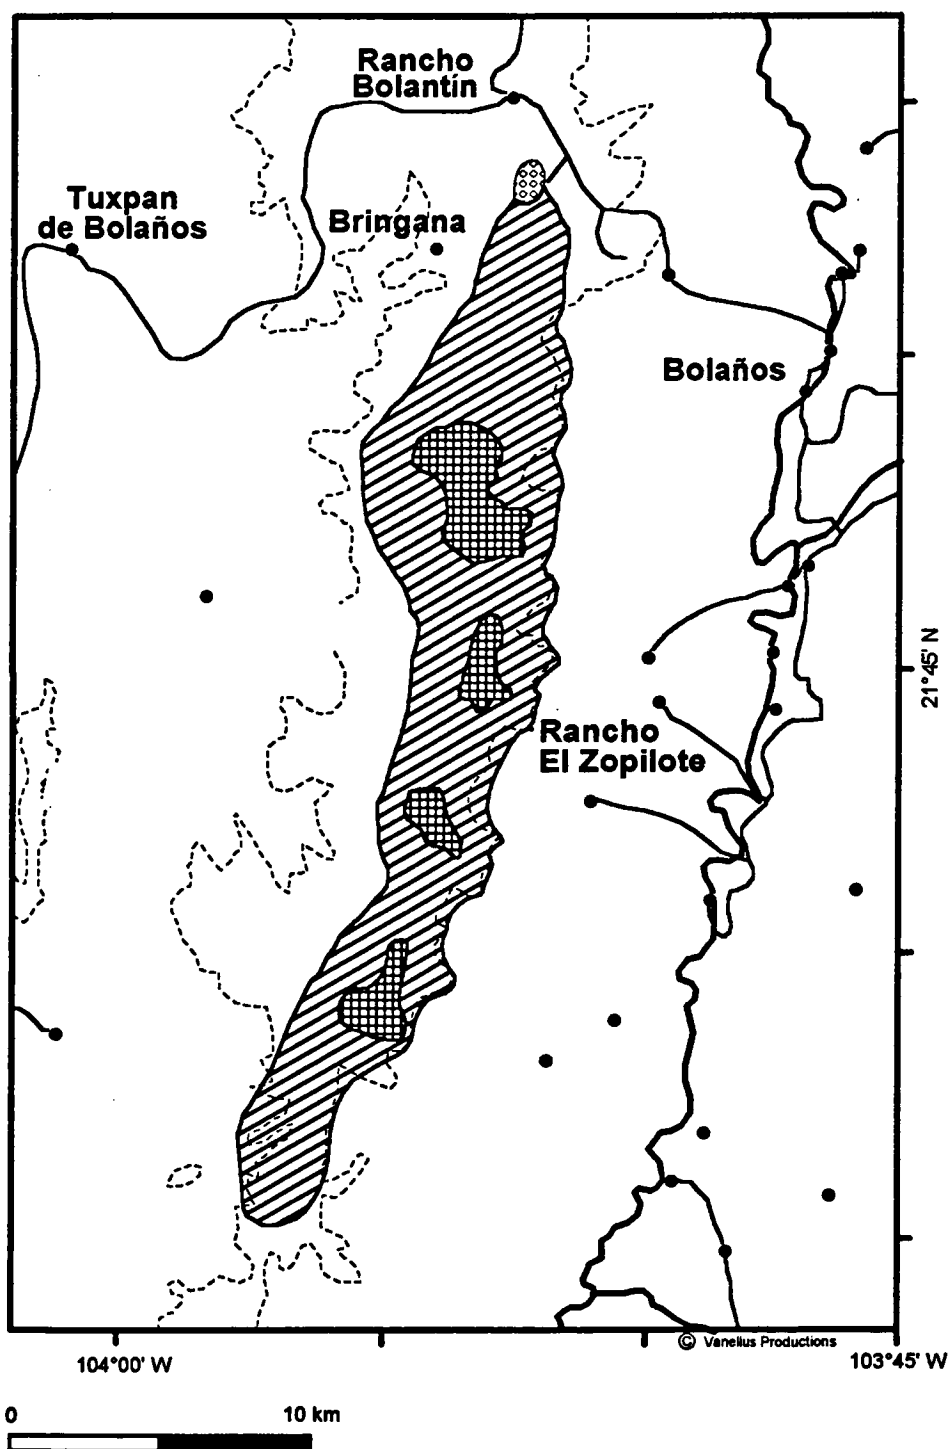 Rancho
Bolantín
Tuxpan
de Bolaños
Bringana
Bolaños
21°45' N
Rancho
El Zopilote
© Vanellus Productions
104°00' W
103°45' W
0
10 km